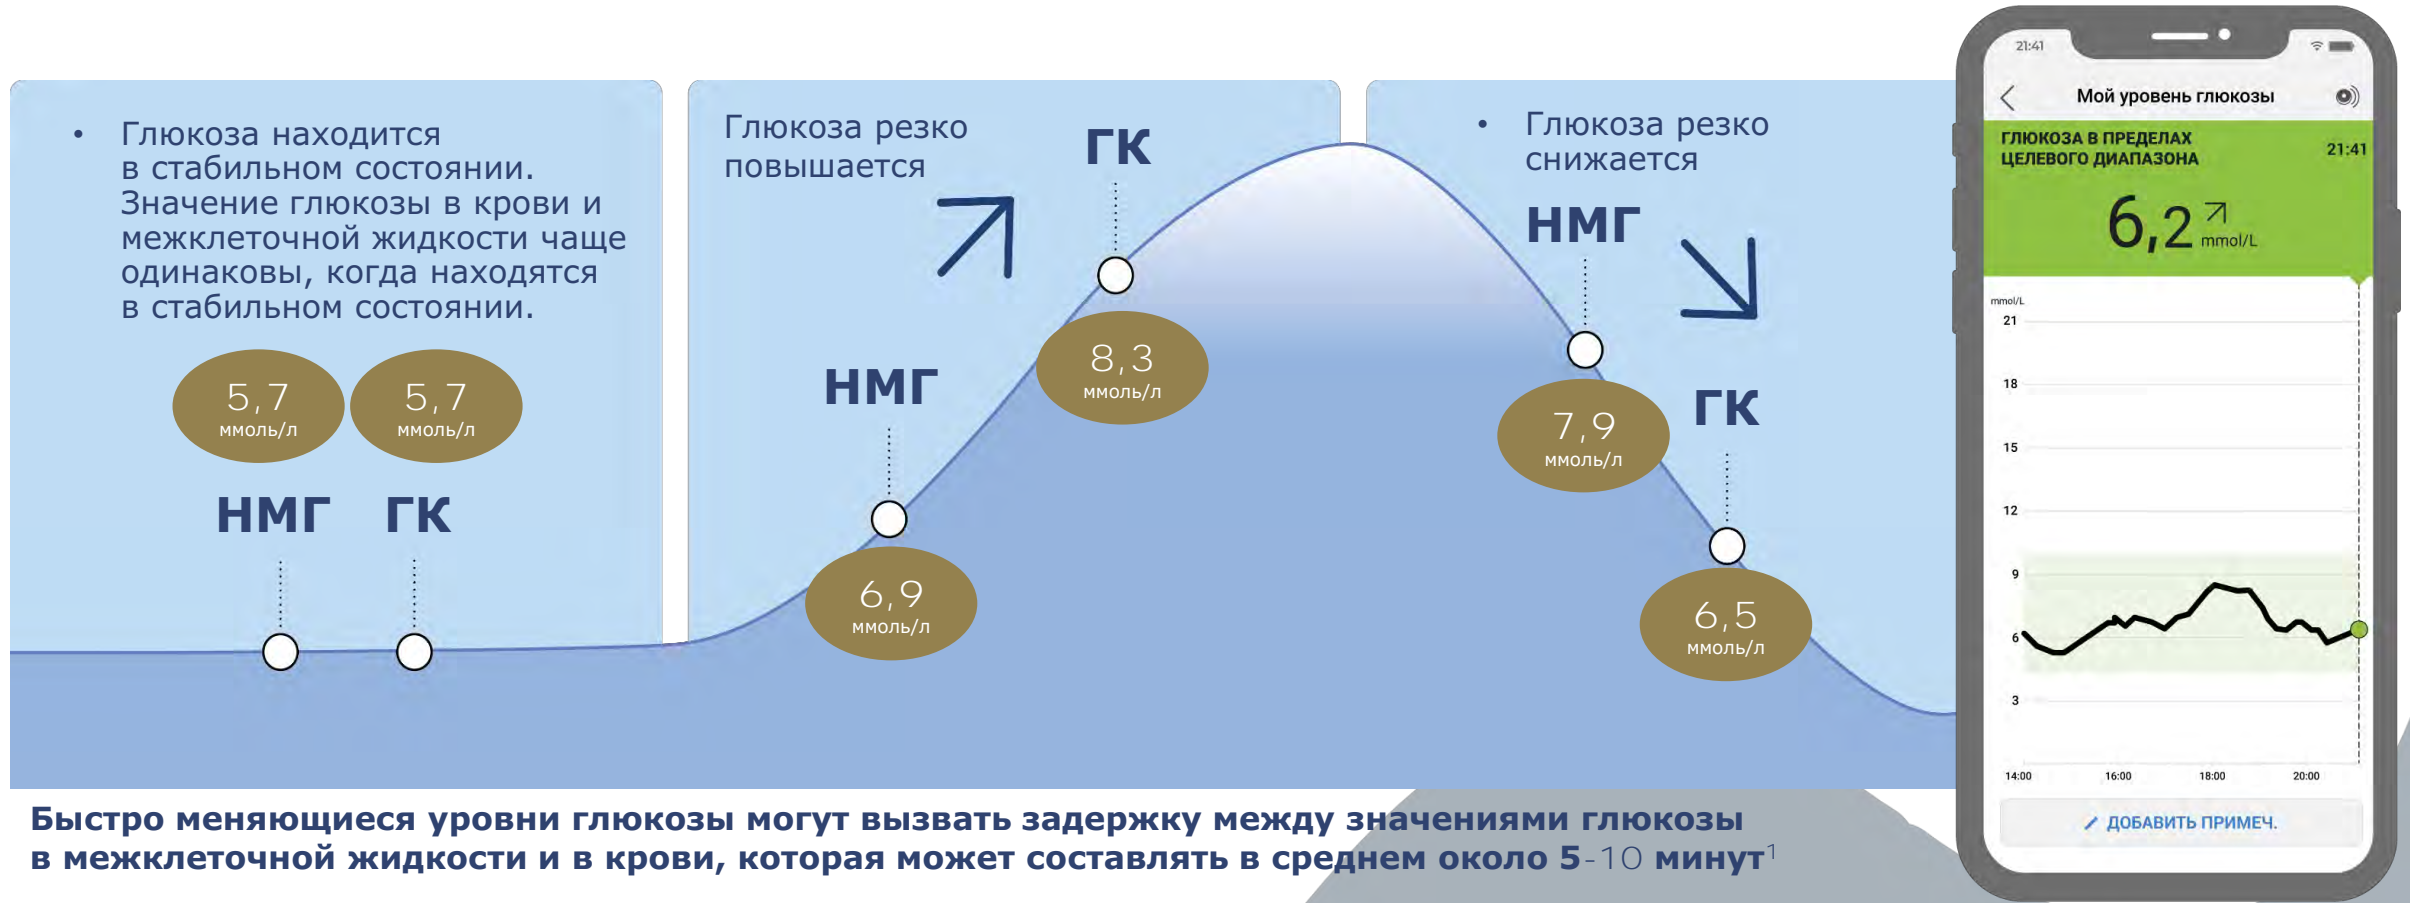 • Глюкоза находится
в стабильном состоянии.
Значение глюкозы в крови и
межклеточной жидкости чаще
одинаковы, когда находятся
в стабильном состоянии.
5,7
ммоль/л
5,7
ммоль/л
НМГ
ГК
Глюкоза резко
повышается
ГК
8,3
ммоль/л
НМГ
6,9
ммоль/л
• Глюкоза резко
снижается
НМГ
7,9
ммоль/л
ГК
6,5
ммоль/л
Быстро меняющиеся уровни глюкозы могут вызвать задержку между значениями глюкозы
в межклеточной жидкости и в крови, которая может составлять в среднем около 5-10 минут¹
21:41
Мой уровень глюкозы
ГЛЮКОЗА В ПРЕДЕЛАХ
ЦЕЛЕВОГО ДИАПАЗОНА
21:41
6,2
mmol/L
mmol/L
21
18
15
12
9
6
3
14:00 16:00 18:00 20:00
ДОБАВИТЬ ПРИМЕЧ.